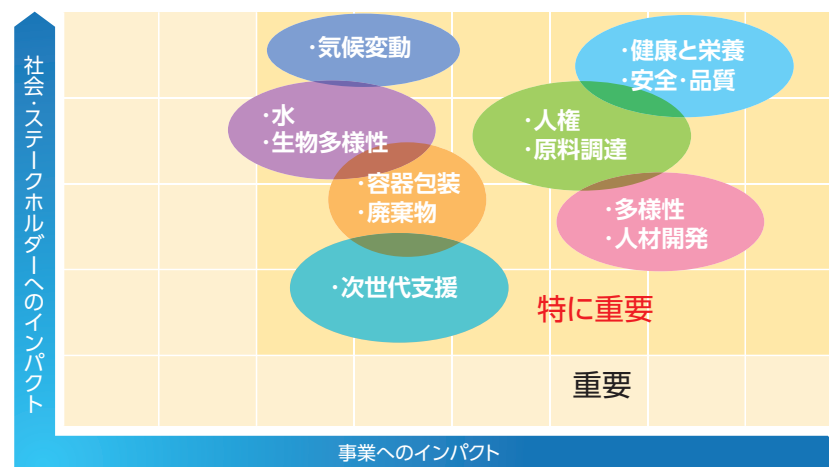 社会・ステークホルダーへのインパクト
・気候変動
・健康と栄養
・安全・品質
・水
・生物多様性
・人権
・原料調達
・容器包装
・廃棄物
・多様性
・人材開発
・次世代支援
特に重要
重要
事業へのインパクト